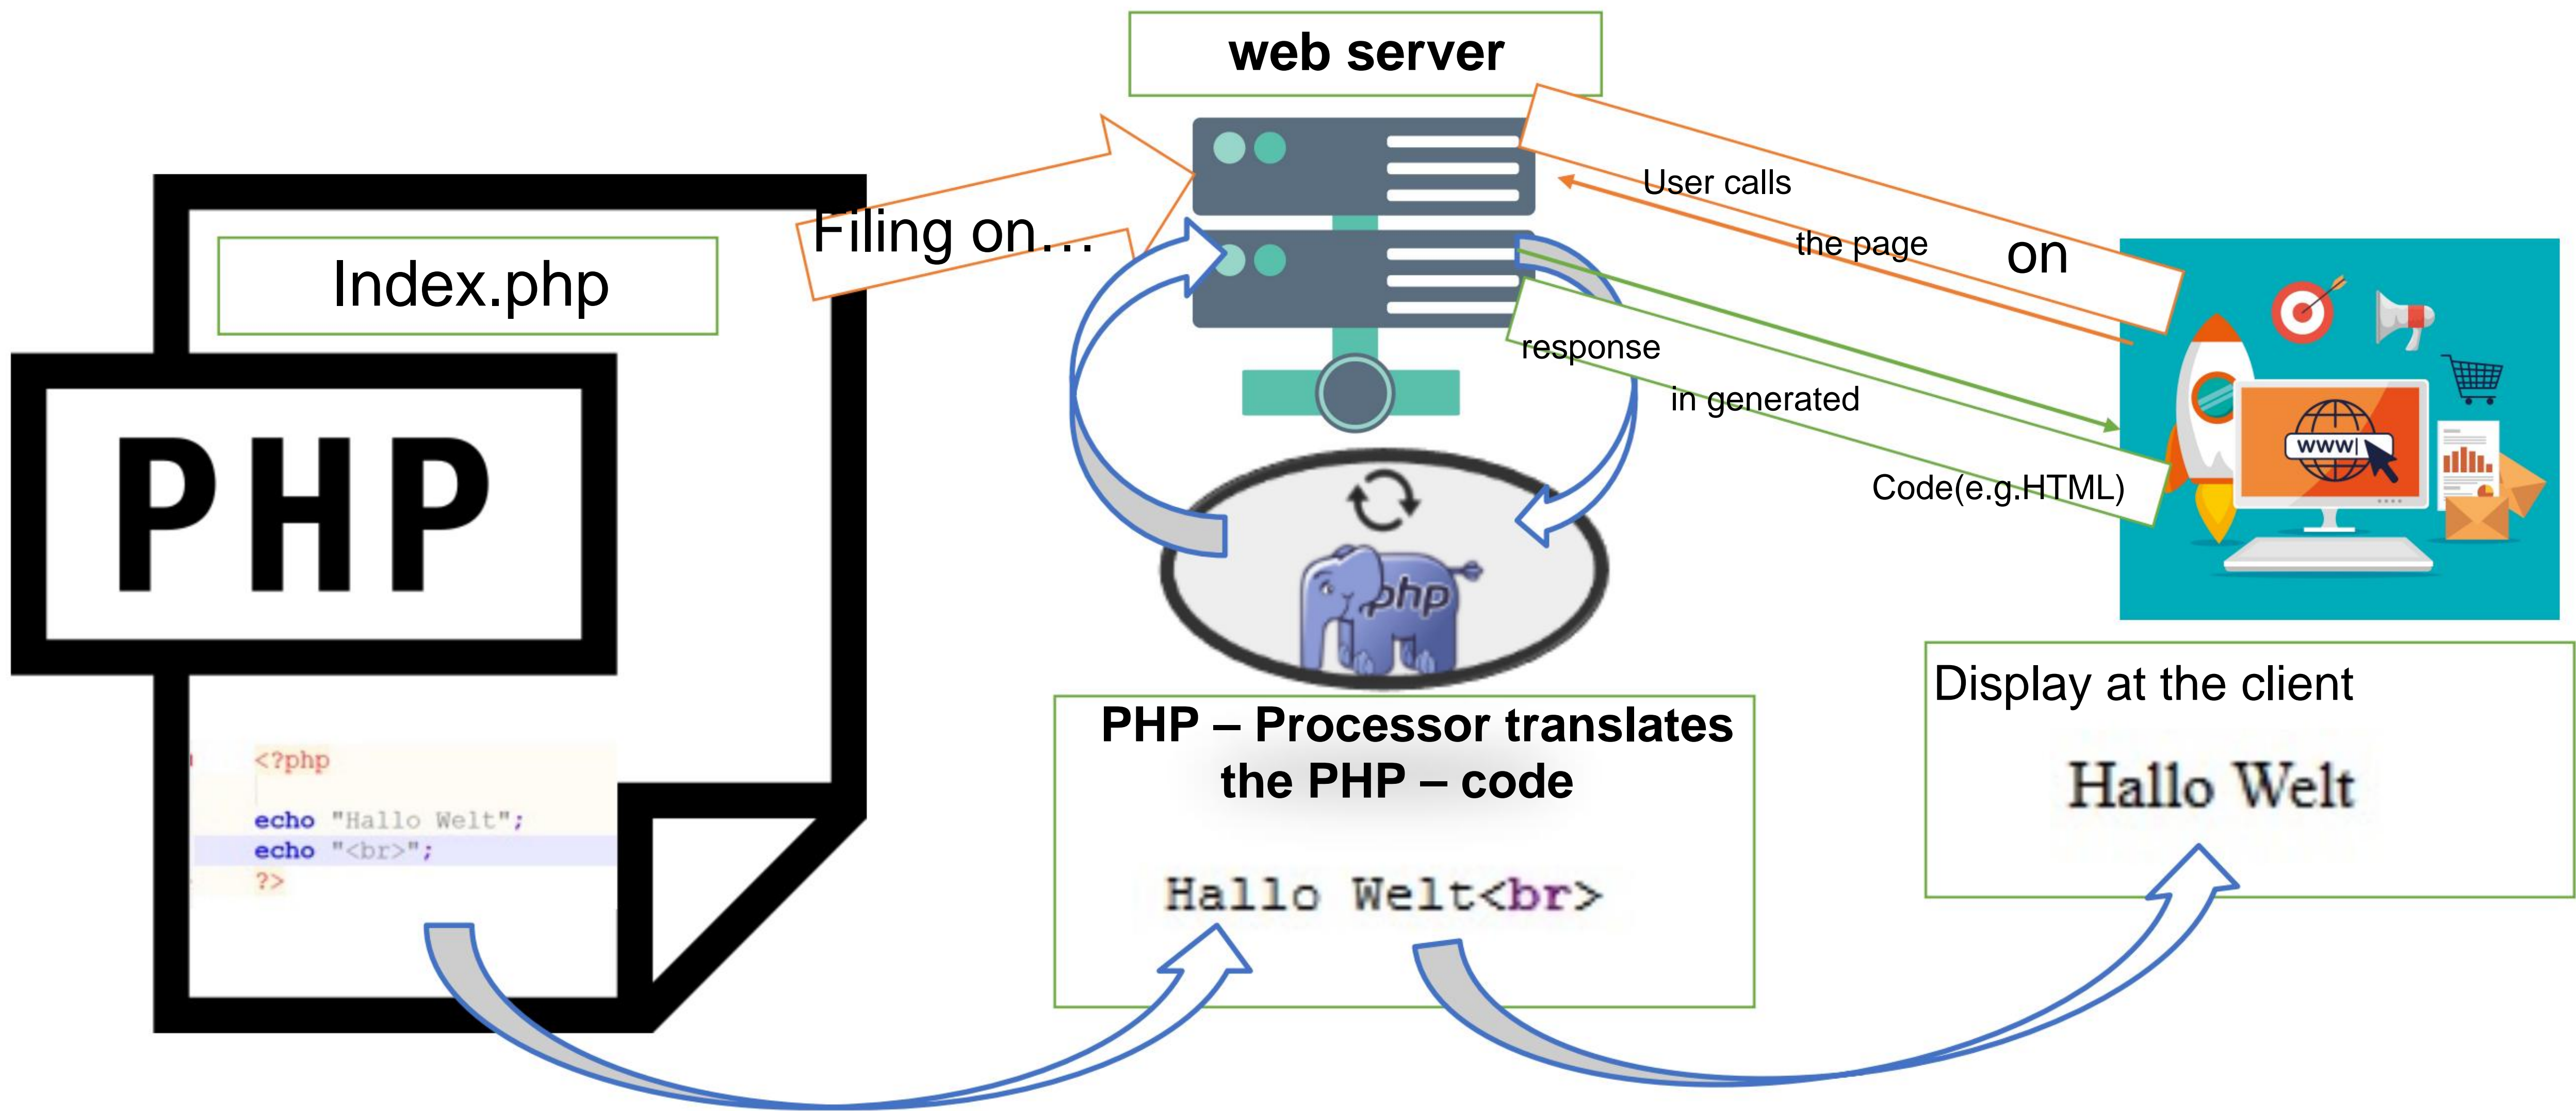 web server
User calls
the page
on
Filing on…
Index.php
response
in generated
Code(e.g.HTML)
www
PHP
php
Display at the client
PHP – Processor translates
the PHP – code
<?php
echo "Hallo Welt";
echo "<br>";
?>
Hallo Welt<br>
Hallo Welt